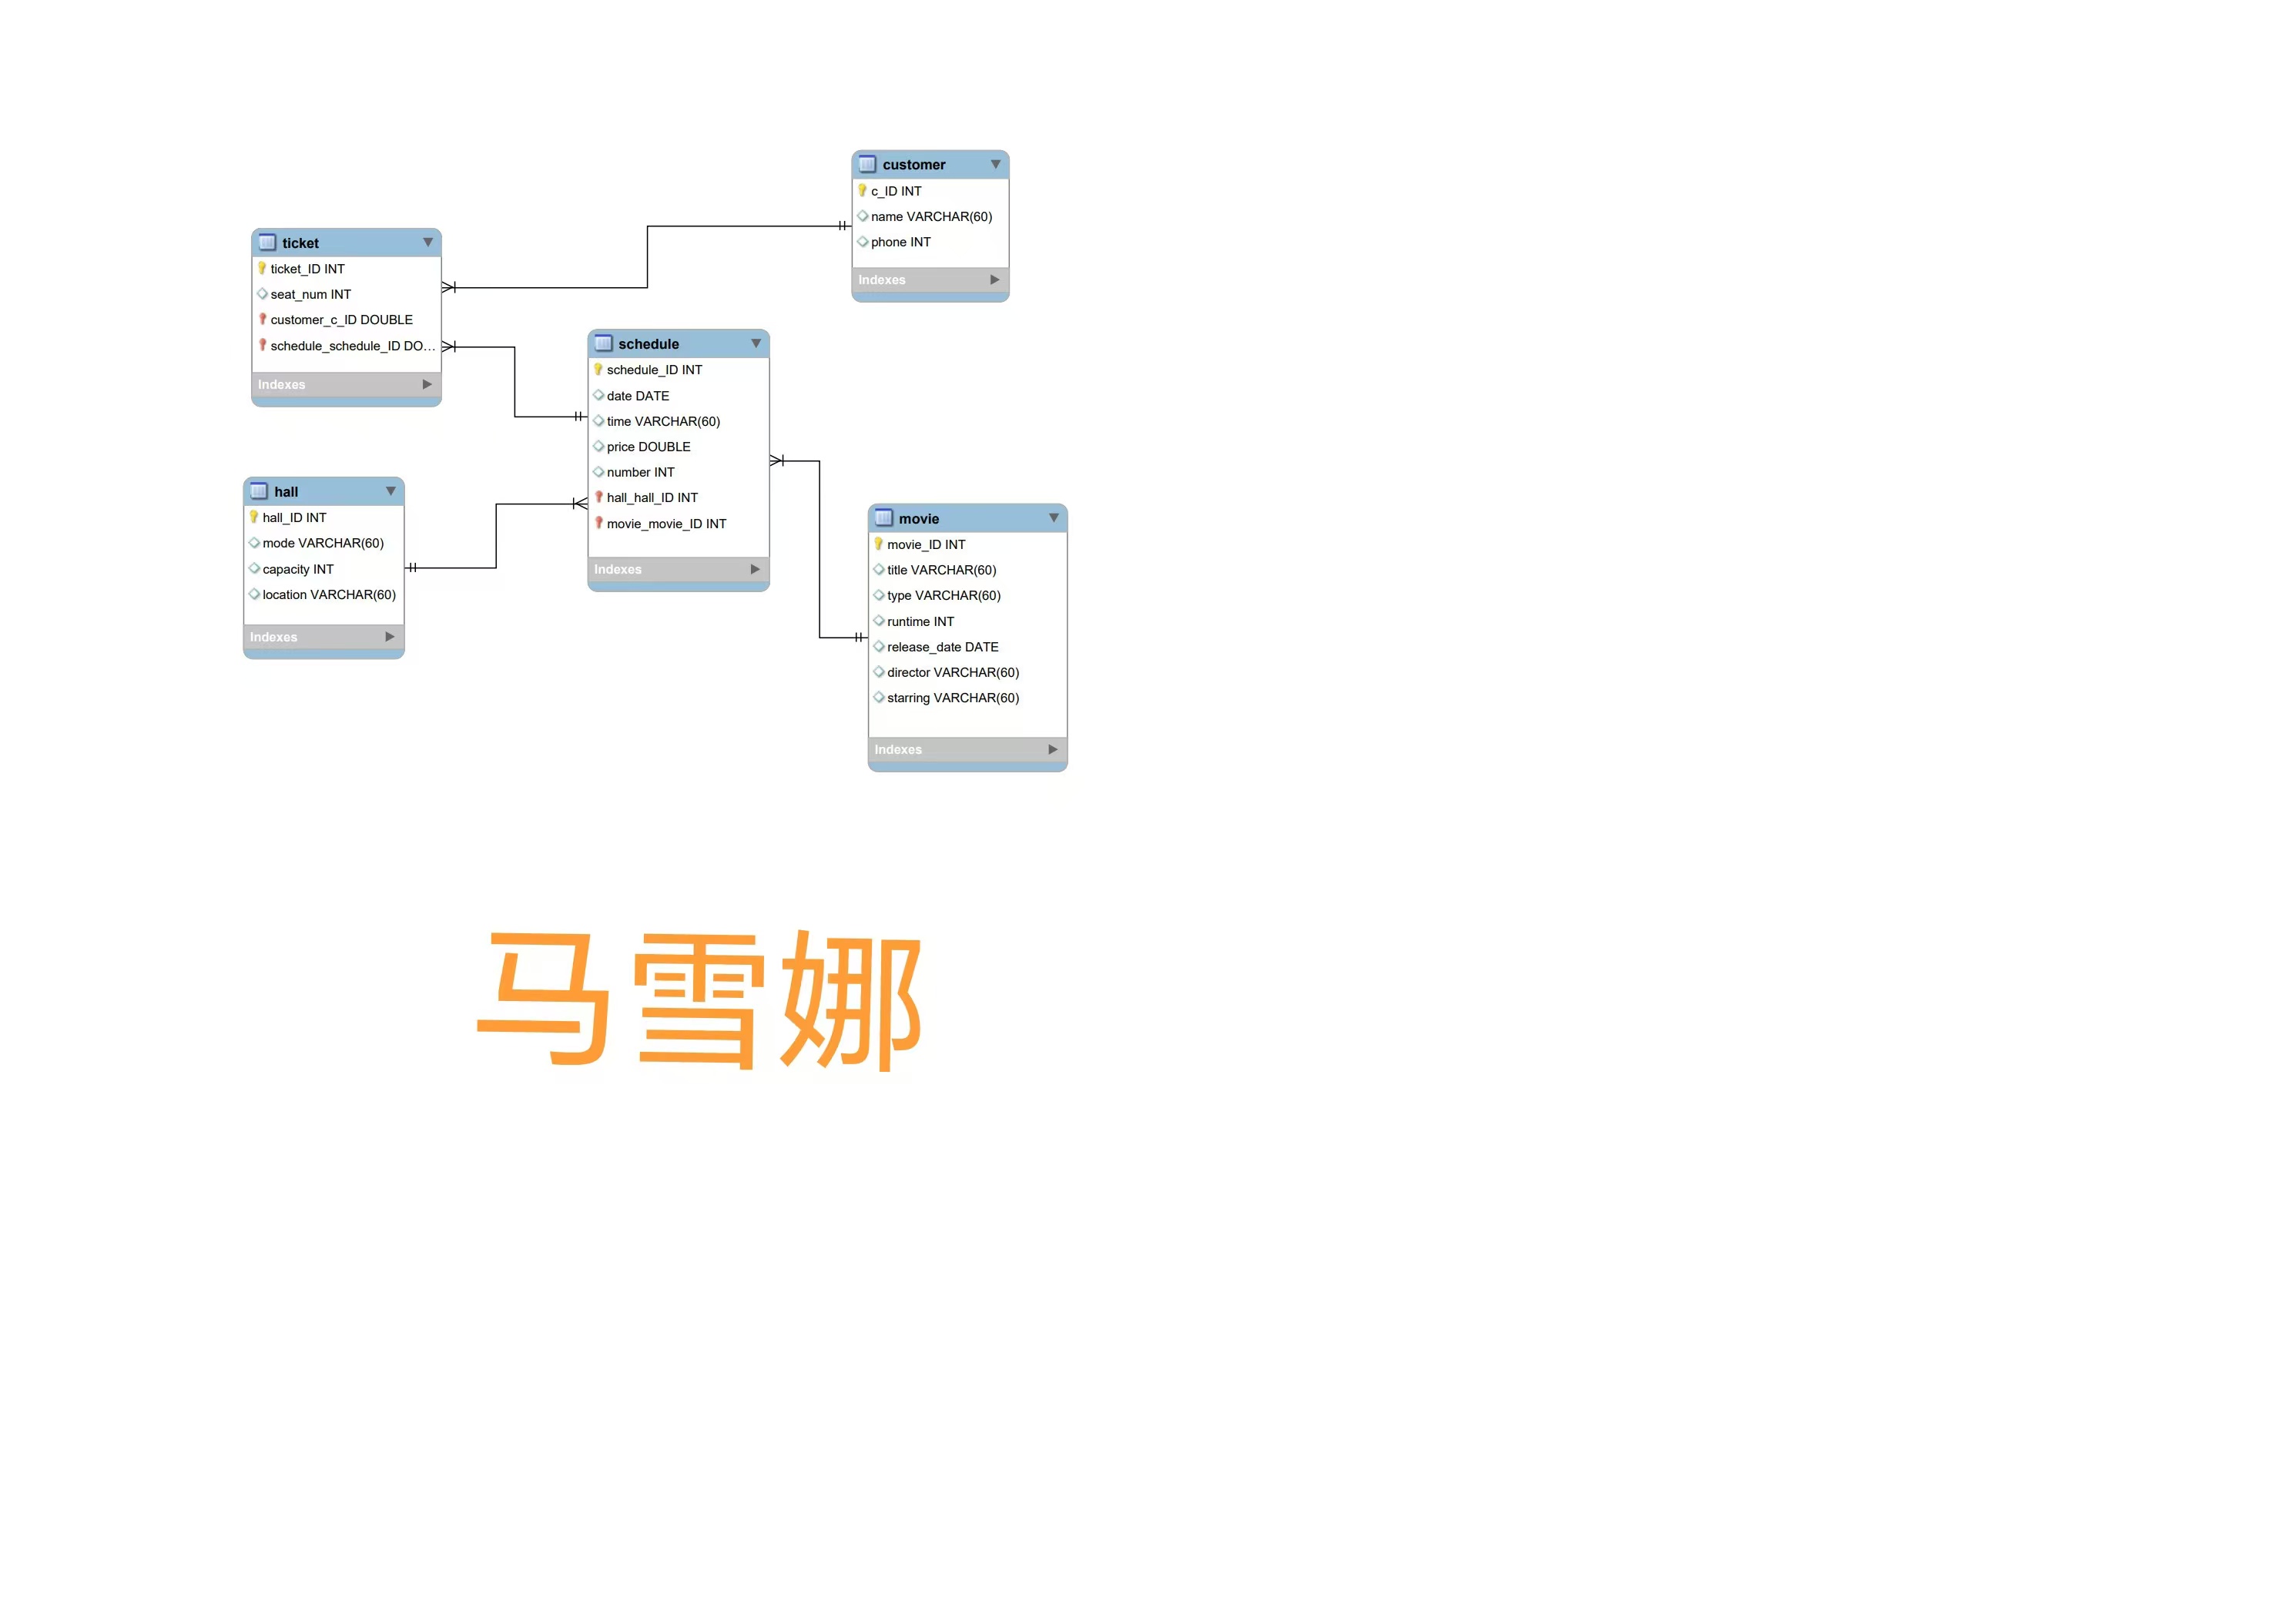 customer
c_ID INT
name VARCHAR(60)
phone INT
Indexes
ticket
ticket_ID INT
seat_num INT
customer_c_ID DOUBLE
schedule_schedule_ID DO...
Indexes
schedule
schedule_ID INT
date DATE
time VARCHAR(60)
price DOUBLE
number INT
hall_hall_ID INT
movie_movie_ID INT
Indexes
hall
hall_ID INT
mode VARCHAR(60)
capacity INT
location VARCHAR(60)
Indexes
movie
movie_ID INT
title VARCHAR(60)
type VARCHAR(60)
runtime INT
release_date DATE
director VARCHAR(60)
starring VARCHAR(60)
Indexes
马雪娜